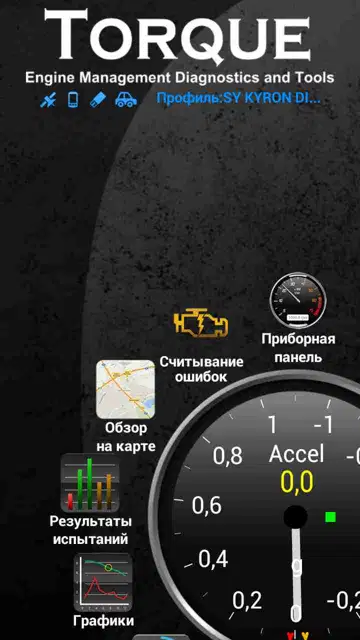 TORQUE
Engine Management Diagnostics and Tools
Профиль:SY KYRON DI...
Приборная
панель
Считывание
ошибок
Обзор
на карте
Результаты
испытаний
Графики
1 -1
0,8 -0
Accel
0,0
0,6
0,4
0,2 -0,2
0
g